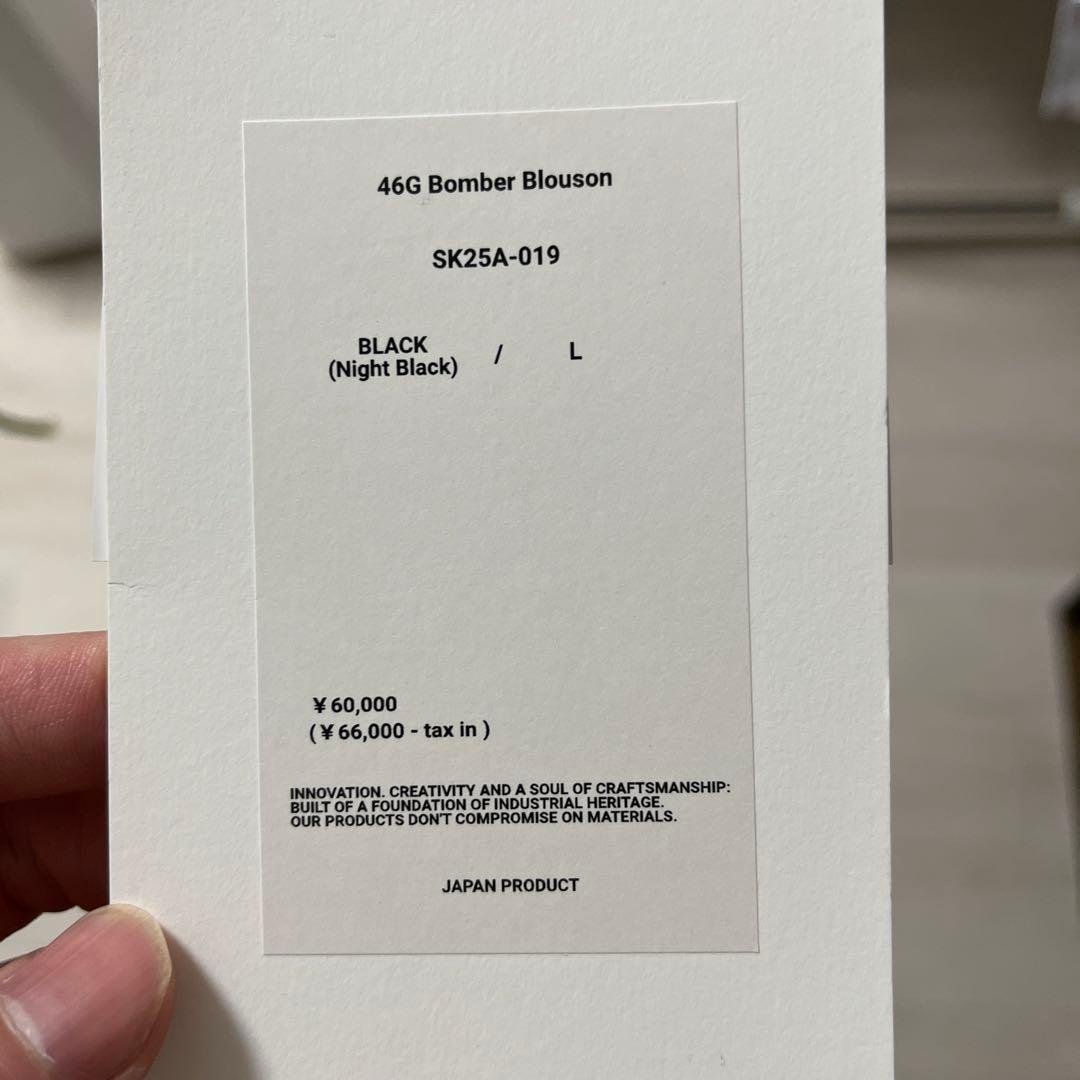 46G Bomber Blouson
SK25A-019
BLACK
(Night Black) / L
¥60,000
(¥66,000 - tax in )
INNOVATION. CREATIVITY AND A SOUL OF CRAFTSMANSHIP:
BUILT OF A FOUNDATION OF INDUSTRIAL HERITAGE.
OUR PRODUCTS DON'T COMPROMISE ON MATERIALS.
JAPAN PRODUCT